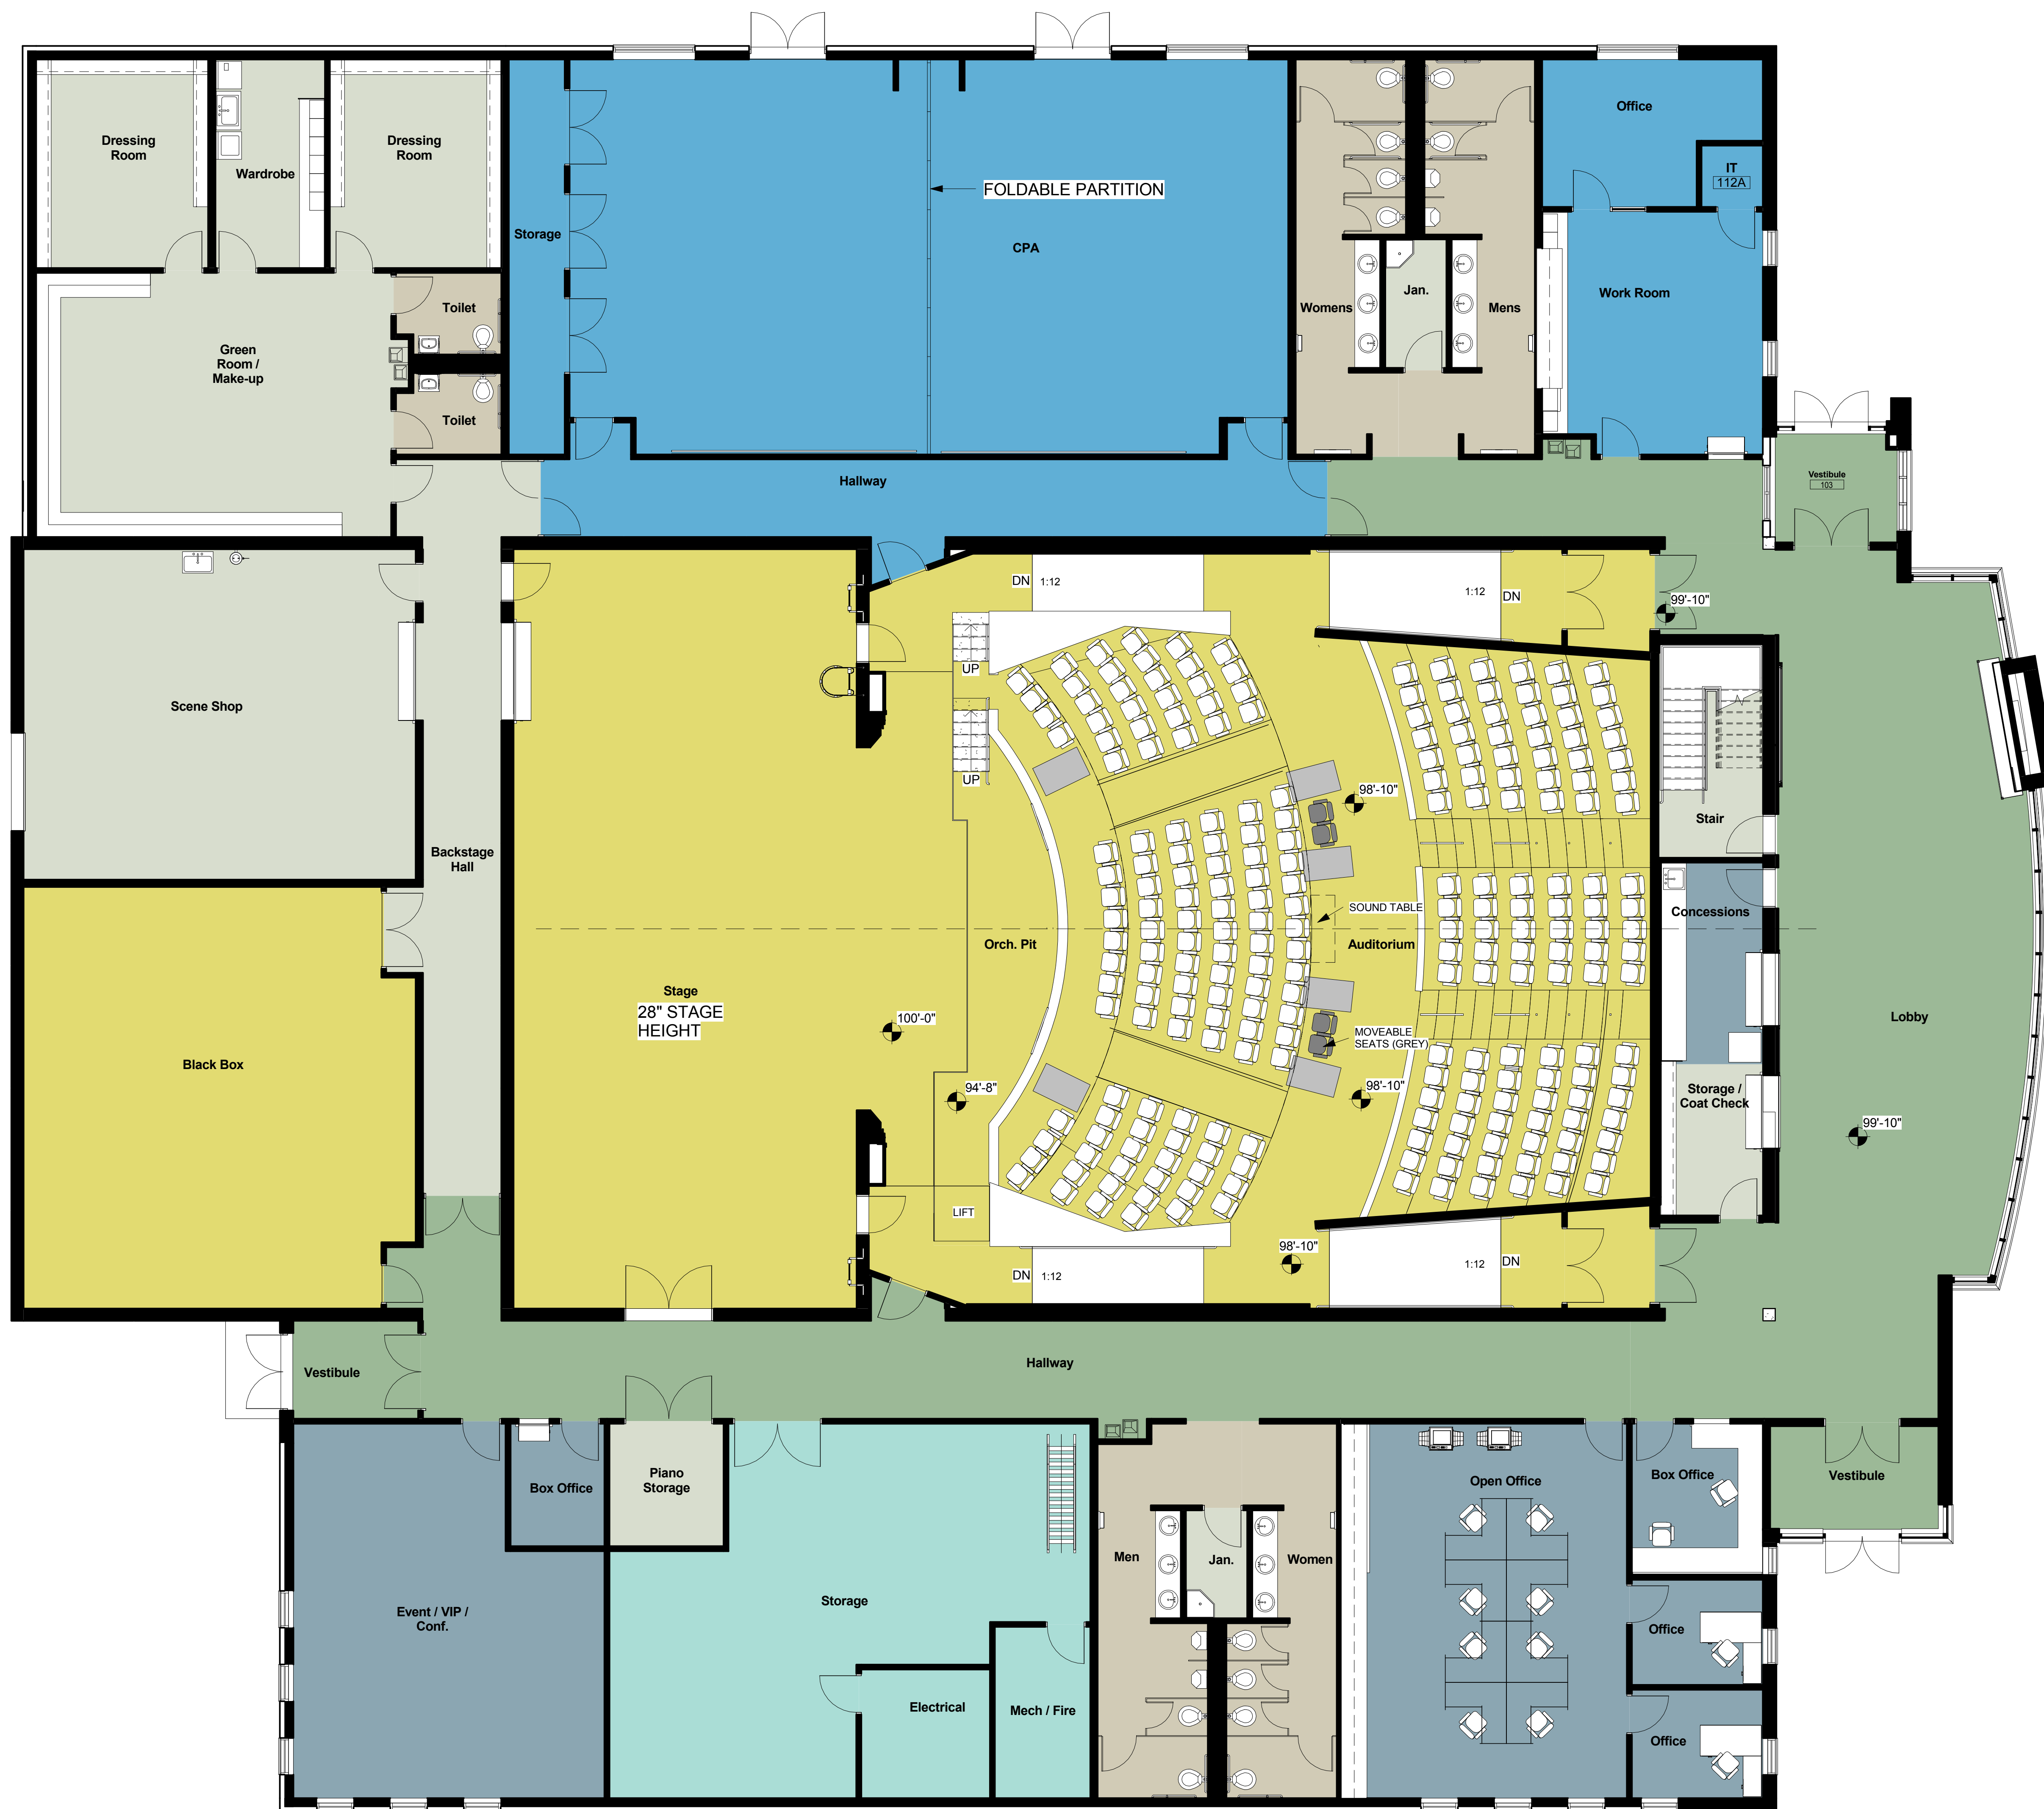 Dressing
Room
Wardrobe
Dressing
Room
Storage
FOLDABLE PARTITION
CPA
Office
IT
112A
Womens
Jan.
Mens
Work Room
Toilet
Green
Room /
Make-up
Toilet
Hallway
Vestibule
103
DN
1:12
1:12
DN
99'-10"
UP
UP
Scene Shop
Backstage
Hall
98'-10"
Stair
SOUND TABLE
Concessions
Orch. Pit
Auditorium
Stage
28" STAGE
HEIGHT
100'-0"
MOVEABLE
SEATS (GREY)
Lobby
Black Box
94'-8"
98'-10"
Storage /
Coat Check
99'-10"
LIFT
98'-10"
DN
1:12
1:12
DN
Vestibule
Hallway
Box Office
Piano
Storage
Open Office
Box Office
Vestibule
Men
Jan.
Women
Event / VIP /
Conf.
Storage
Office
Electrical
Mech / Fire
Office